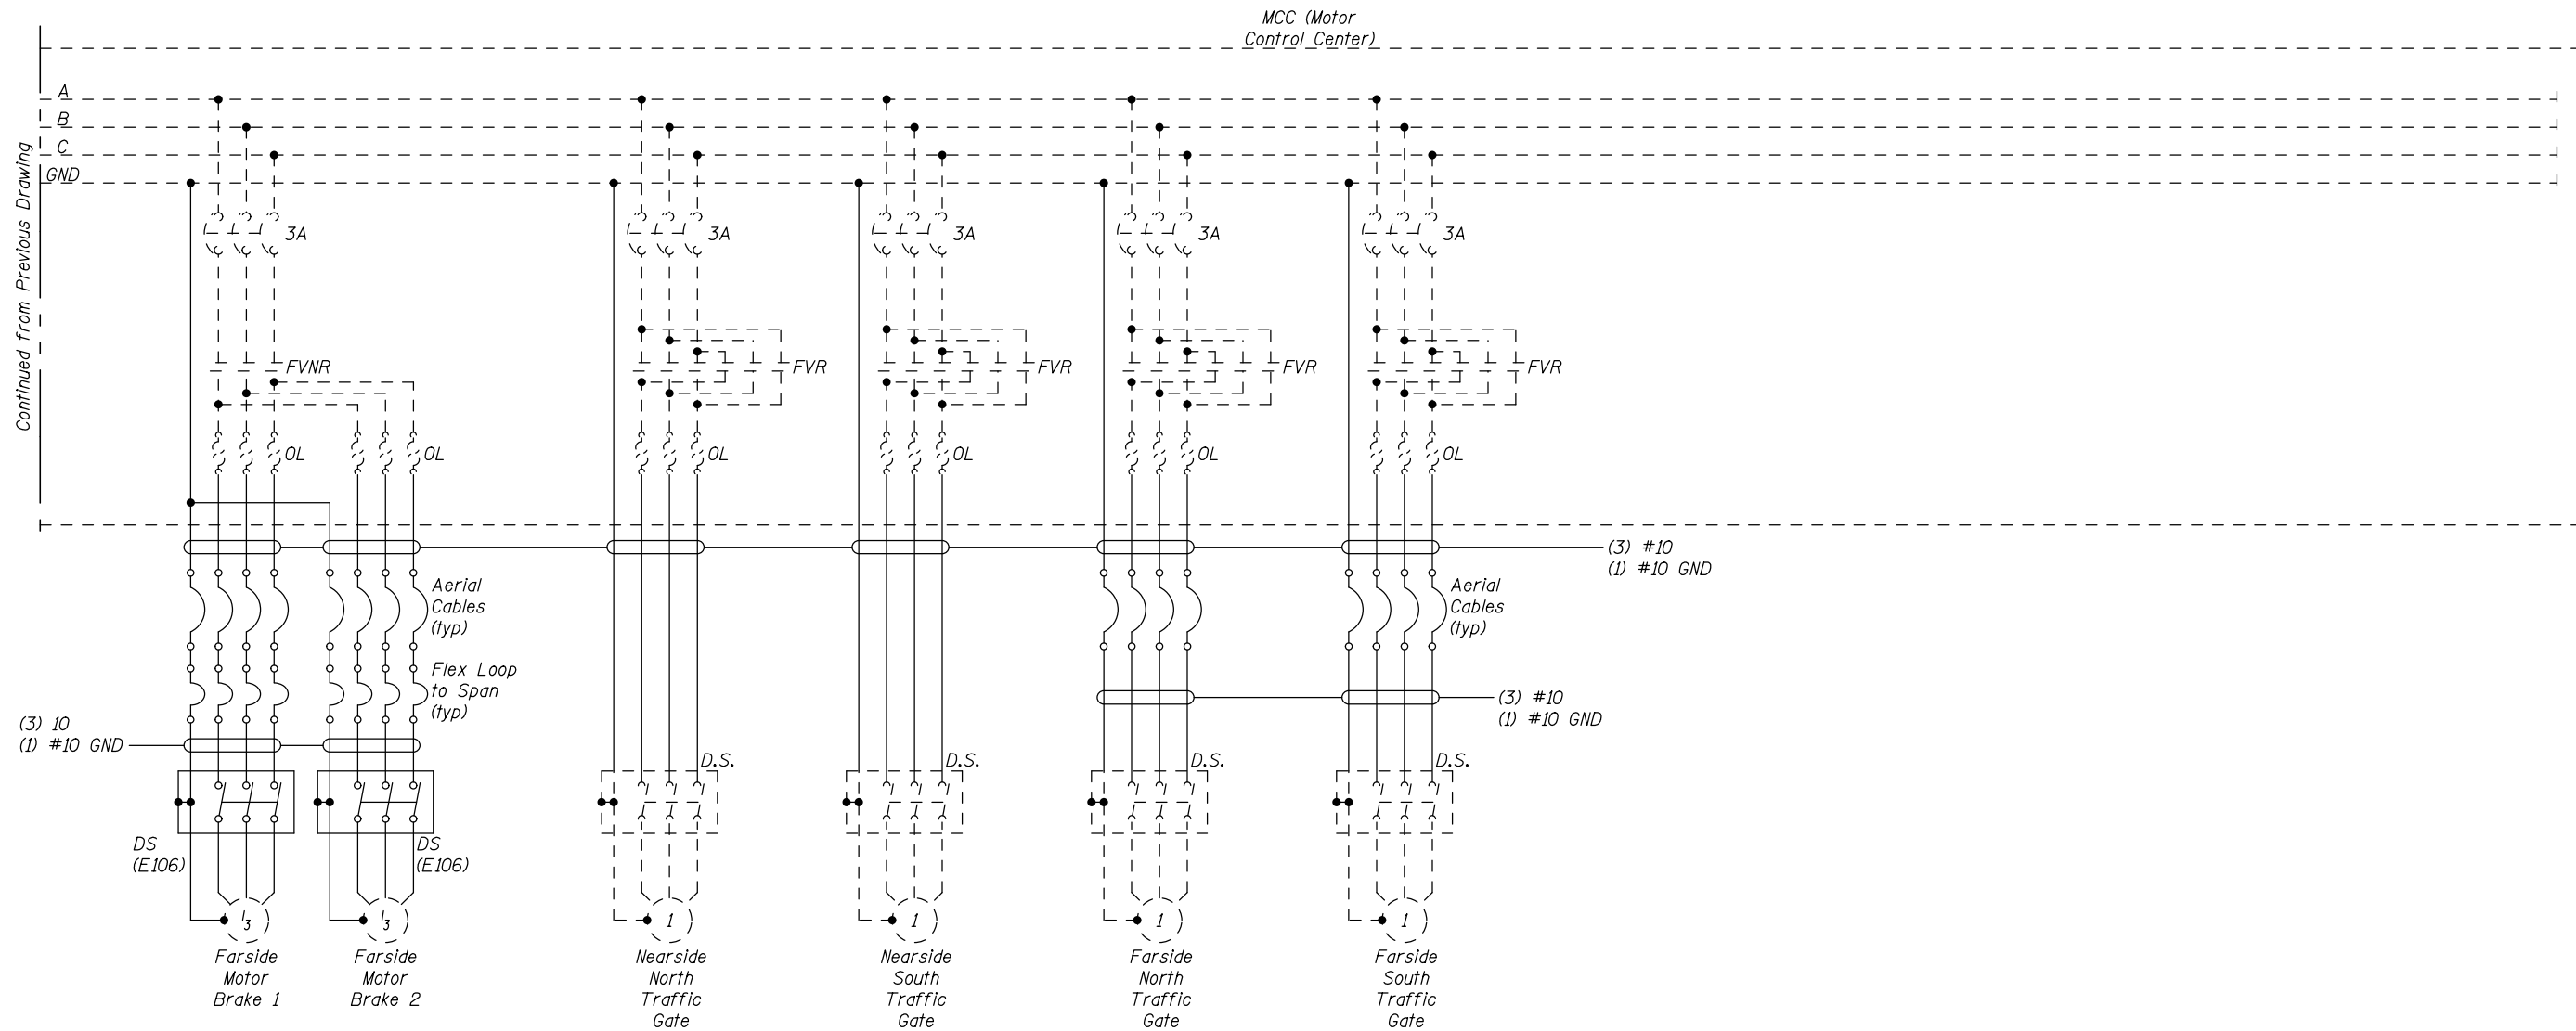 MCC (Motor
Control Center)
Continued from Previous Drawing
A
B
C
GND
3A
3A
3A
3A
3A
FVNR
FVR
FVR
FVR
FVR
OL
OL
OL
OL
OL
OL
(3) #10
(1) #10 GND
Aerial
Cables
(typ)
Aerial
Cables
(typ)
Flex Loop
to Span
(typ)
(3) #10
(1) #10 GND
(3) 10
(1) #10 GND
D.S.
D.S.
D.S.
D.S.
DS
(E106)
DS
(E106)
1
1
1
1
Farside
Motor
Brake 1
Farside
Motor
Brake 2
Nearside
North
Traffic
Gate
Nearside
South
Traffic
Gate
Farside
North
Traffic
Gate
Farside
South
Traffic
Gate